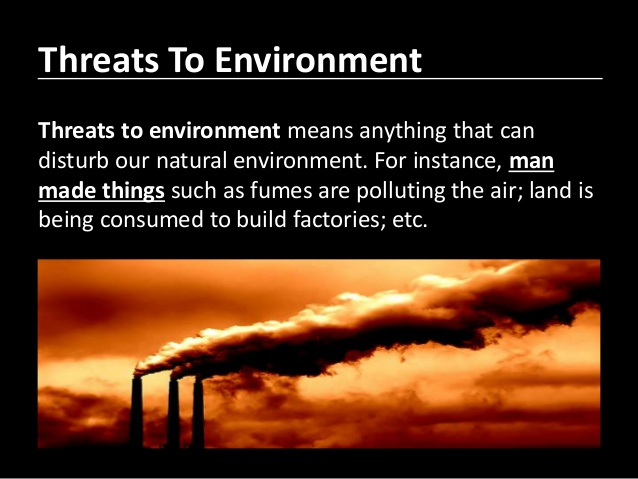 Threats To Environment
Threats to environment means anything that can
disturb our natural environment. For instance, man
made things such as fumes are polluting the air; land is
being consumed to build factories; etc.